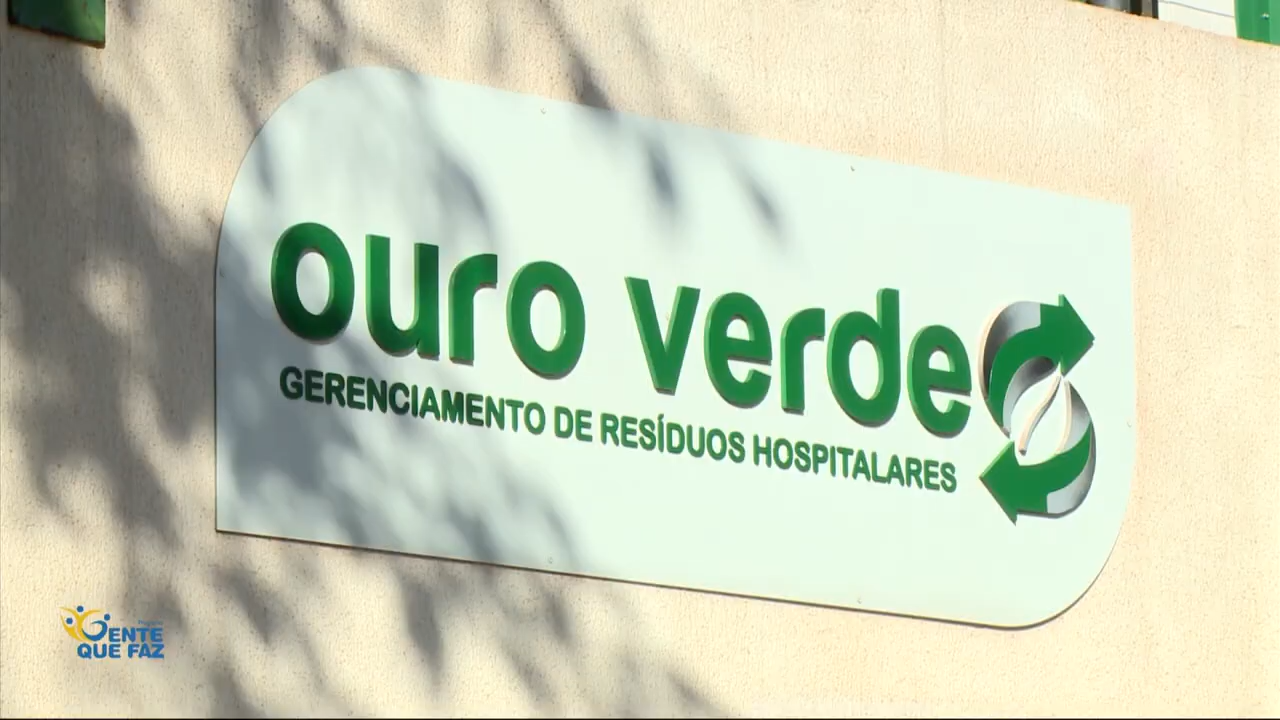 ouro verde
GERENCIAMENTO DE RESÍDUOS HOSPITALARES
GENTE
QUE FAZ